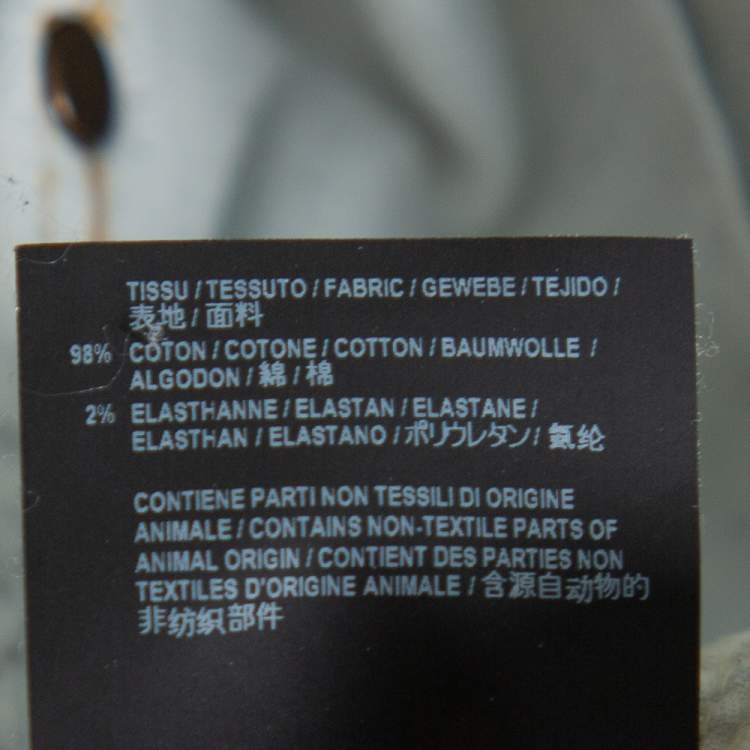 TISSU / TESSUTO / FABRIC / GEWEBE / TEJIDO /
表地 / 面料
98% COTON / COTONE / COTTON / BAUMWOLLE /
ALGODON / 綿 / 棉
2% ELASTHANNE / ELASTAN / ELASTANE /
ELASTHAN / ELASTANO / ポリウレタン / 氨纶
CONTIENE PARTI NON TESSILI DI ORIGINE
ANIMALE / CONTAINS NON-TEXTILE PARTS OF
ANIMAL ORIGIN / CONTIENT DES PARTIES NON
TEXTILES D'ORIGINE ANIMALE / 含源自动物的
非纺织部件